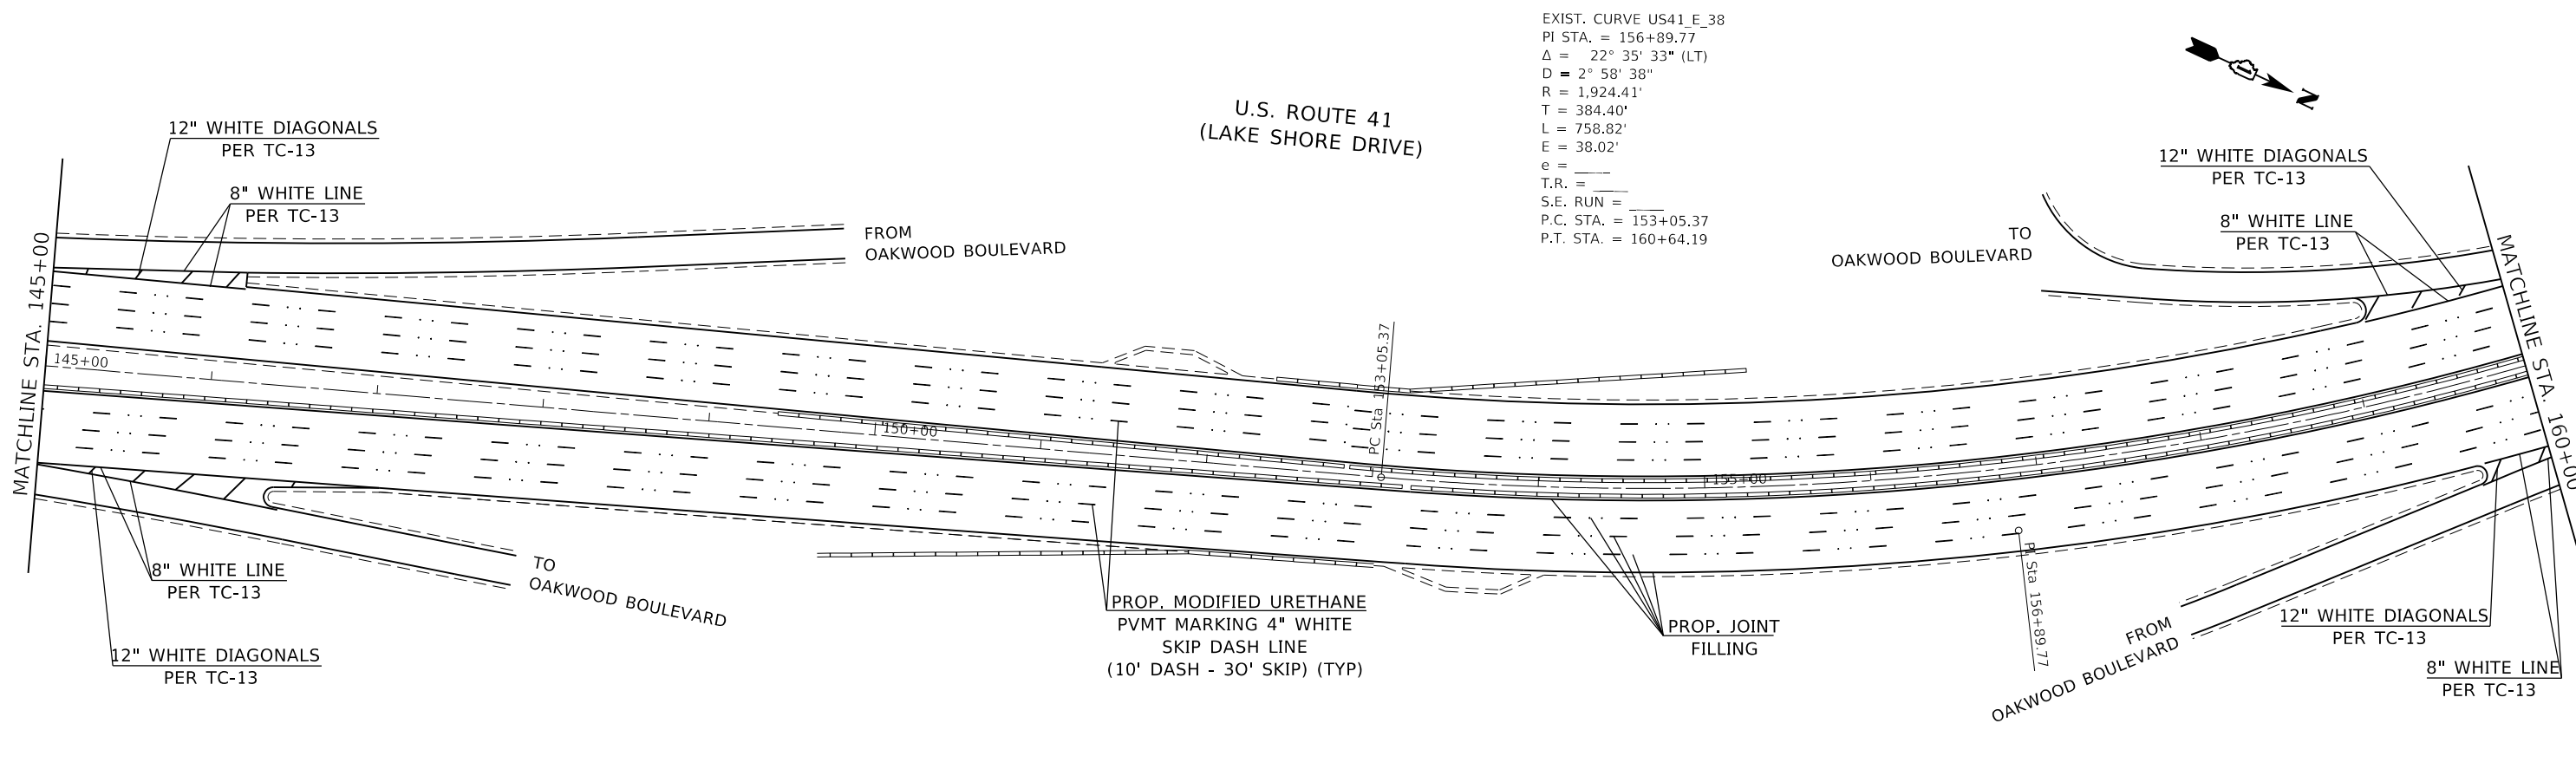 EXIST. CURVE US41_E_38
PI STA. = 156+89.77
Δ = 22° 35' 33" (LT)
D = 2° 58' 38"
R = 1,924.41'
T = 384.40'
L = 758.82'
E = 38.02'
e = _____
T.R. = _____
S.E. RUN = _____
P.C. STA. = 153+05.37
P.T. STA. = 160+64.19
N
U.S. ROUTE 41
(LAKE SHORE DRIVE)
12" WHITE DIAGONALS
PER TC-13
8" WHITE LINE
PER TC-13
FROM
OAKWOOD BOULEVARD
TO
OAKWOOD BOULEVARD
12" WHITE DIAGONALS
PER TC-13
8" WHITE LINE
PER TC-13
MATCHLINE STA. 145+00
145+00
150+00
PC Sta 153+05.37
155+00
PI Sta 156+89.77
MATCHLINE STA. 160+00
8" WHITE LINE
PER TC-13
12" WHITE DIAGONALS
PER TC-13
TO
OAKWOOD BOULEVARD
PROP. MODIFIED URETHANE
PVMT MARKING 4" WHITE
SKIP DASH LINE
(10' DASH - 30' SKIP) (TYP)
PROP. JOINT
FILLING
FROM
OAKWOOD BOULEVARD
12" WHITE DIAGONALS
PER TC-13
8" WHITE LINE
PER TC-13